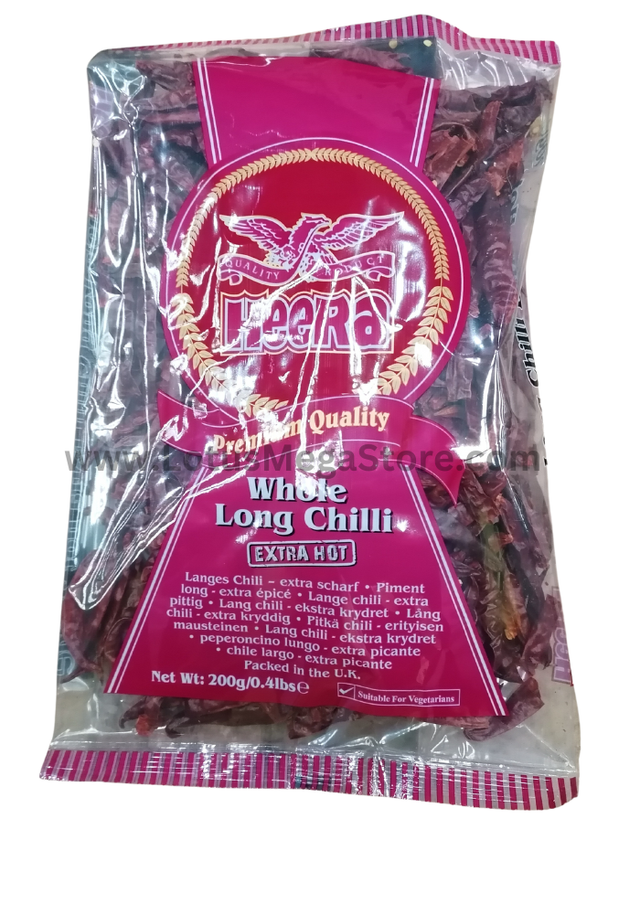 QUALITY PRODUCT
HeeRa
Premium Quality
www.LotusMegaStore.com
Whole
Long Chilli
EXTRA HOT
Langes Chili – extra scharf • Piment
long - extra épicé • Lange chili - extra
pittig • Lang chili - ekstra krydret • Lång
chili - extra kryddig • Pitkä chili - erityisen
mausteinen • Lang chili - ekstra krydret
• peperoncino lungo - extra picante
• chile largo - extra picante
Packed in the U.K.
Net Wt: 200g/0.4lbs℮
Suitable For Vegetarians
Chilli